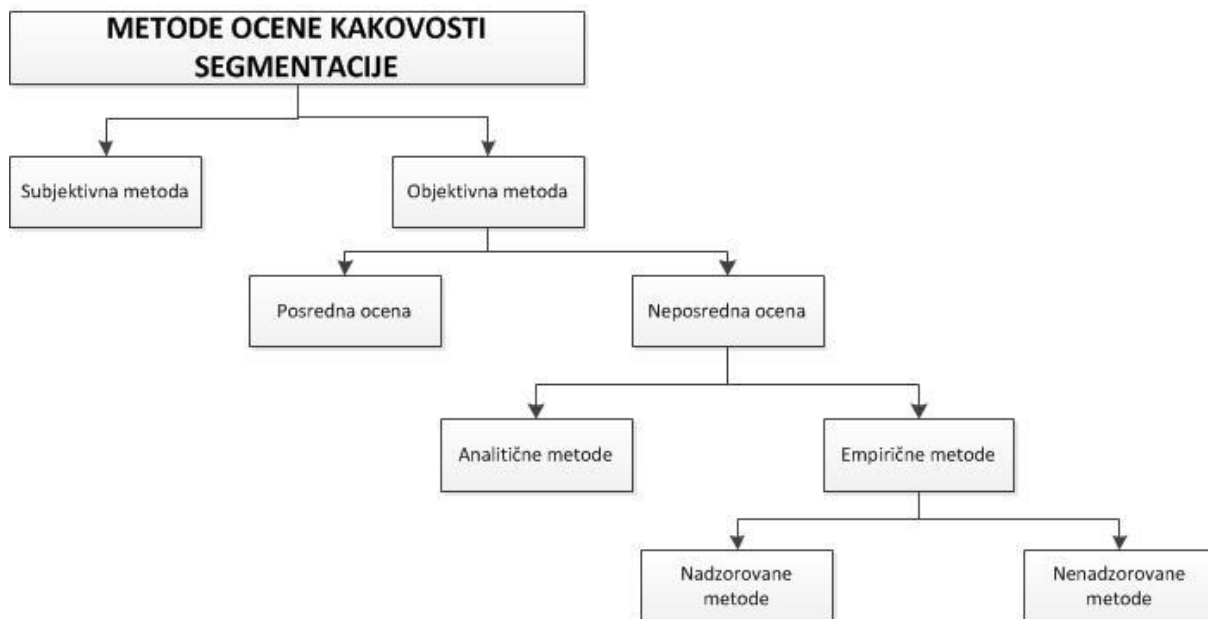 METODE OCENE KAKOVOSTI
SEGMENTACIJE
Subjektivna metoda
Objektivna metoda
Posredna ocena
Neposredna ocena
Analitične metode
Empirične metode
Nadzorovane
metode
Nenadzorovane
metode